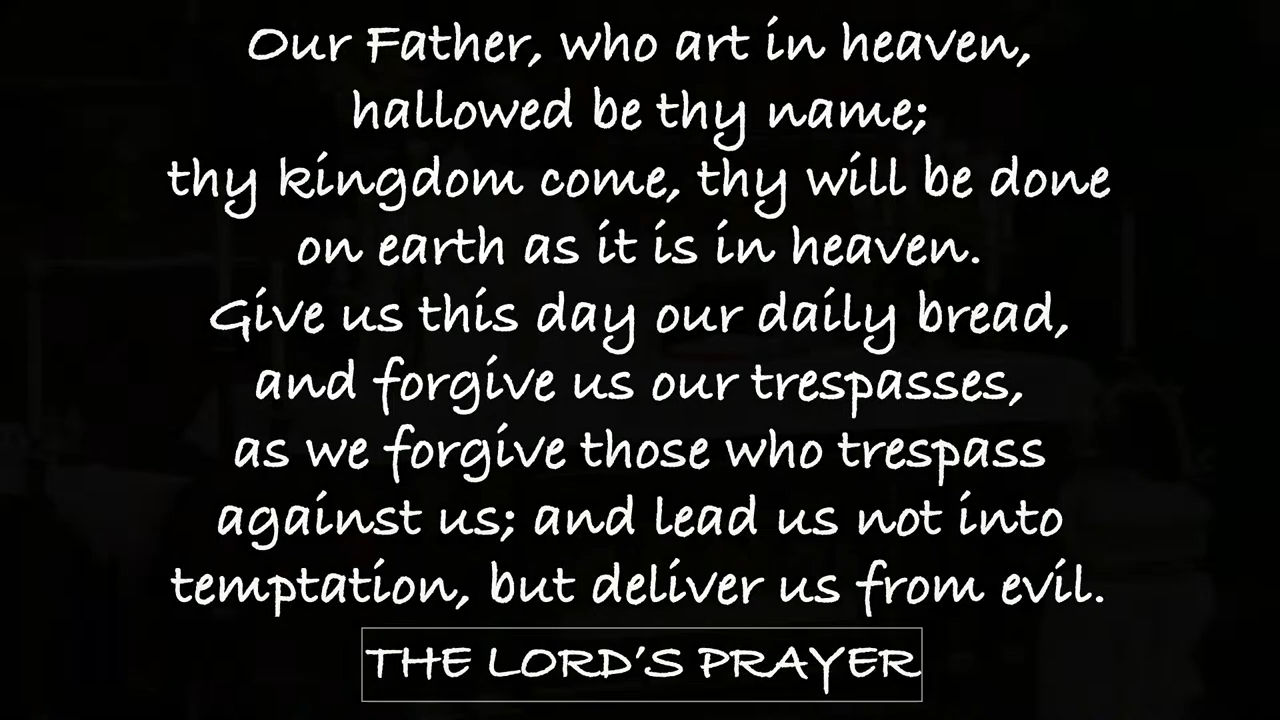 Our Father, who art in heaven,
hallowed be thy name;
thy kingdom come, thy will be done
on earth as it is in heaven.
Give us this day our daily bread,
and forgive us our trespasses,
as we forgive those who trespass
against us; and lead us not into
temptation, but deliver us from evil.
THE LORD'S PRAYER